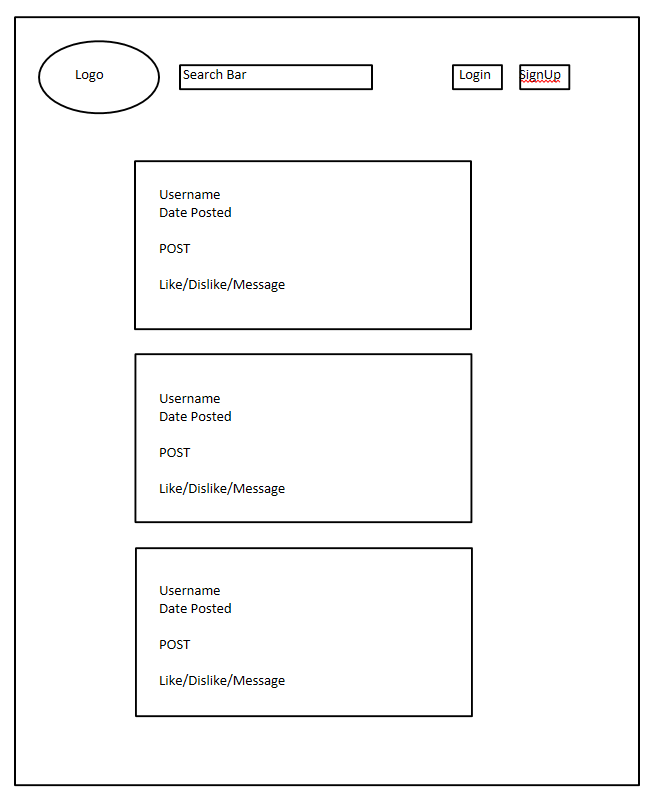 Logo
Search Bar
Login
SignUp
Username
Date Posted
POST
Like/Dislike/Message
Username
Date Posted
POST
Like/Dislike/Message
Username
Date Posted
POST
Like/Dislike/Message